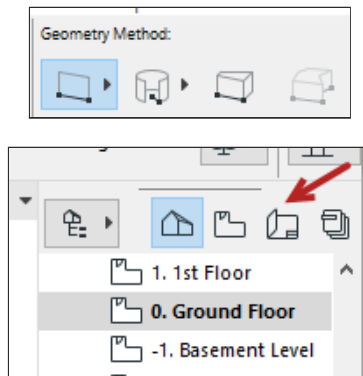 Geometry Method:
1. 1st Floor
0. Ground Floor
-1. Basement Level